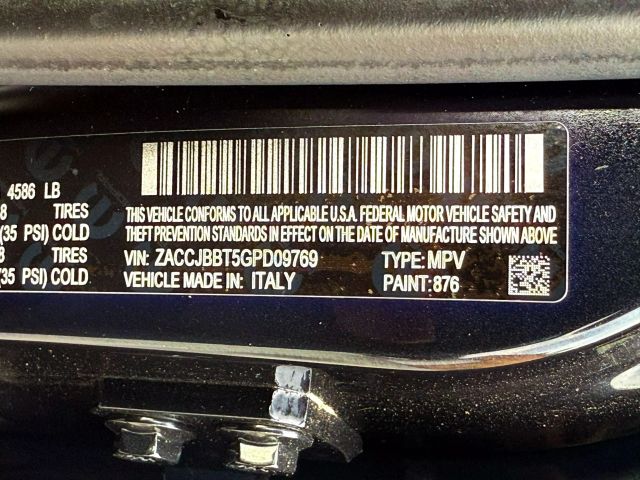 4586 LB
8 TIRES
(35 PSI) COLD
8 TIRES
(35 PSI) COLD
THIS VEHICLE CONFORMS TO ALL APPLICABLE U.S.A. FEDERAL MOTOR VEHICLE SAFETY AND
THEFT PREVENTION STANDARDS IN EFFECT ON THE DATE OF MANUFACTURE SHOWN ABOVE
VIN: ZACCJBBT5GPD09769 TYPE: MPV
VEHICLE MADE IN: ITALY PAINT: 876